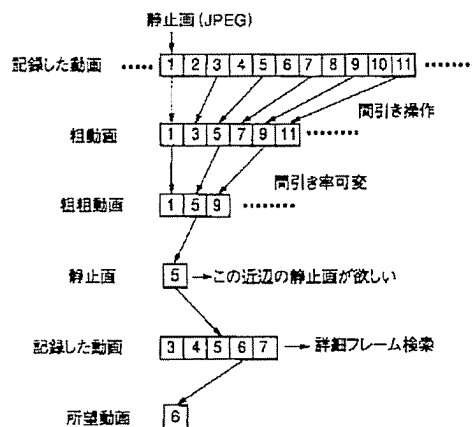 静止画(JPEG)
記録した動画 ····· 1 2 3 4 5 6 7 8 9 10 11 ·······
間引き操作
粗動画 1 3 5 7 9 11 ········
間引き率可変
粗粗動画 1 5 9 ········
静止画 5 →この近辺の静止画が欲しい
記録した動画 3 4 5 6 7 →詳細フレーム検索
所望動画 6